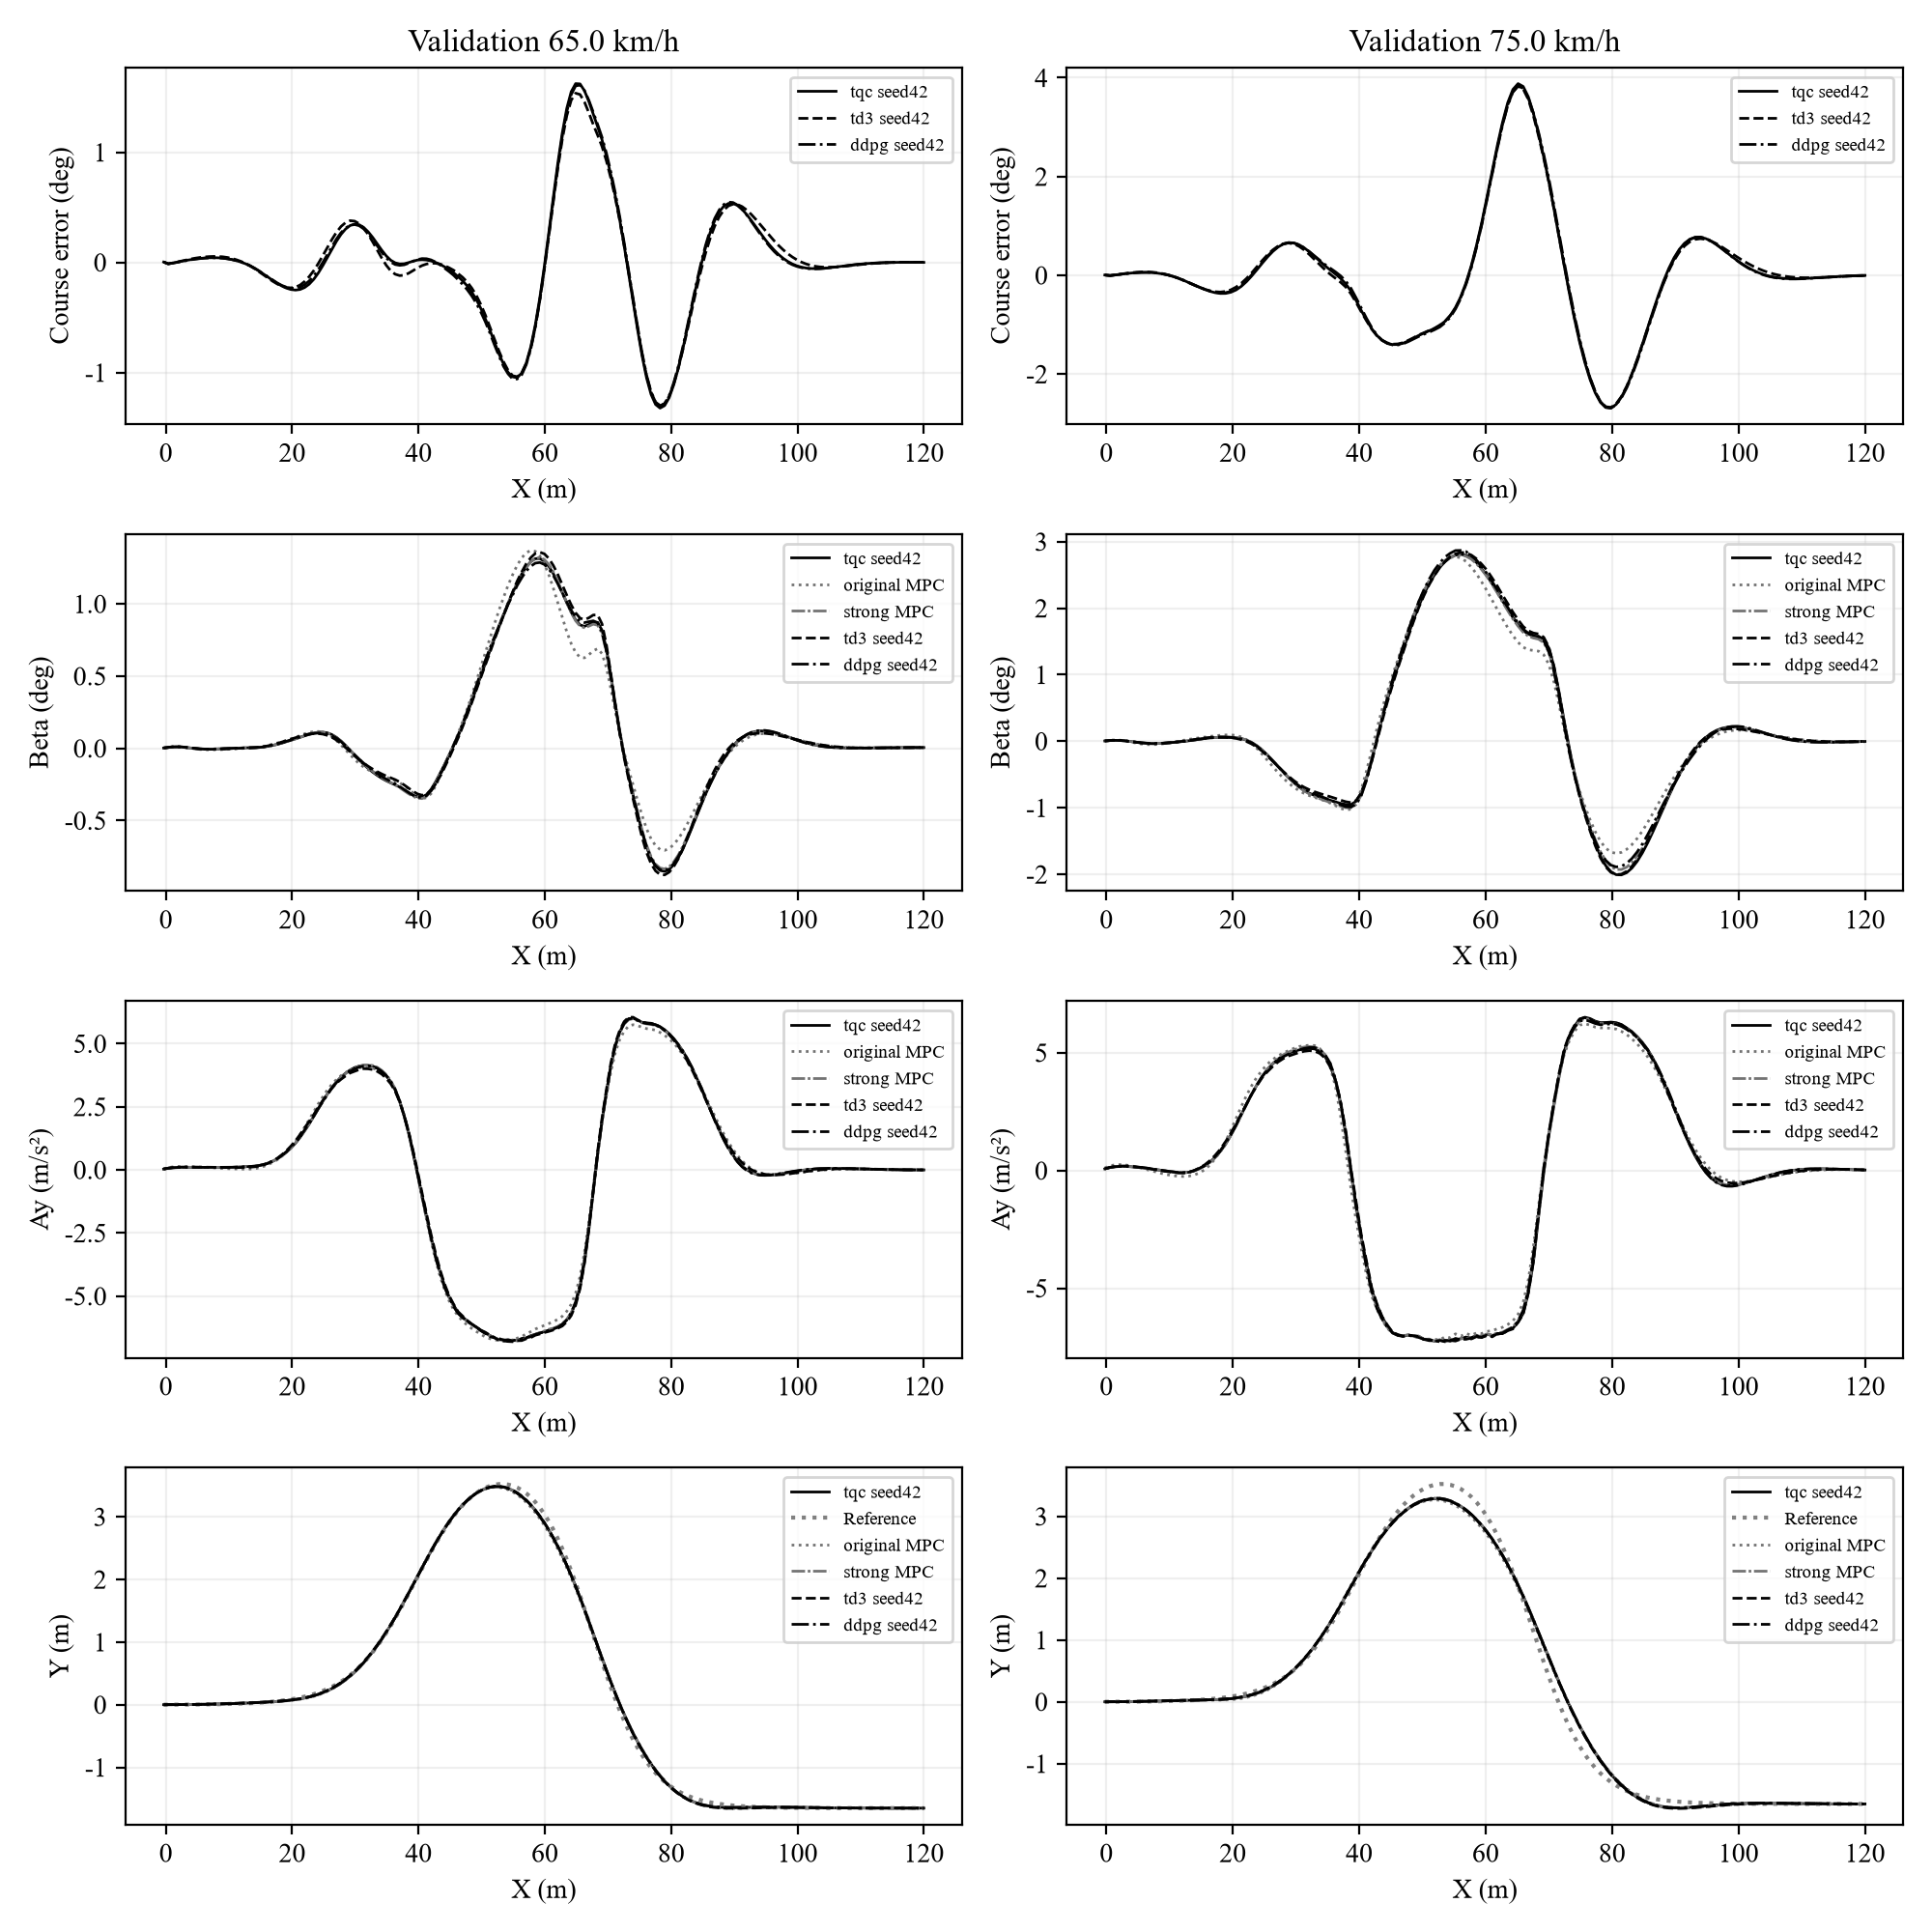 Validation 65.0 km/h
Course error (deg)
1
0
-1
tqc seed42
td3 seed42
ddpg seed42
0 20 40 60 80 100 120
X (m)
Validation 75.0 km/h
Course error (deg)
4
2
0
-2
tqc seed42
td3 seed42
ddpg seed42
0 20 40 60 80 100 120
X (m)
Beta (deg)
1.0
0.5
0.0
-0.5
tqc seed42
original MPC
strong MPC
td3 seed42
ddpg seed42
0 20 40 60 80 100 120
X (m)
Beta (deg)
3
2
1
0
-1
-2
tqc seed42
original MPC
strong MPC
td3 seed42
ddpg seed42
0 20 40 60 80 100 120
X (m)
Ay (m/s²)
5.0
2.5
0.0
-2.5
-5.0
tqc seed42
original MPC
strong MPC
td3 seed42
ddpg seed42
0 20 40 60 80 100 120
X (m)
Ay (m/s²)
5
0
-5
tqc seed42
original MPC
strong MPC
td3 seed42
ddpg seed42
0 20 40 60 80 100 120
X (m)
Y (m)
3
2
1
0
-1
tqc seed42
Reference
original MPC
strong MPC
td3 seed42
ddpg seed42
0 20 40 60 80 100 120
X (m)
Y (m)
3
2
1
0
-1
tqc seed42
Reference
original MPC
strong MPC
td3 seed42
ddpg seed42
0 20 40 60 80 100 120
X (m)